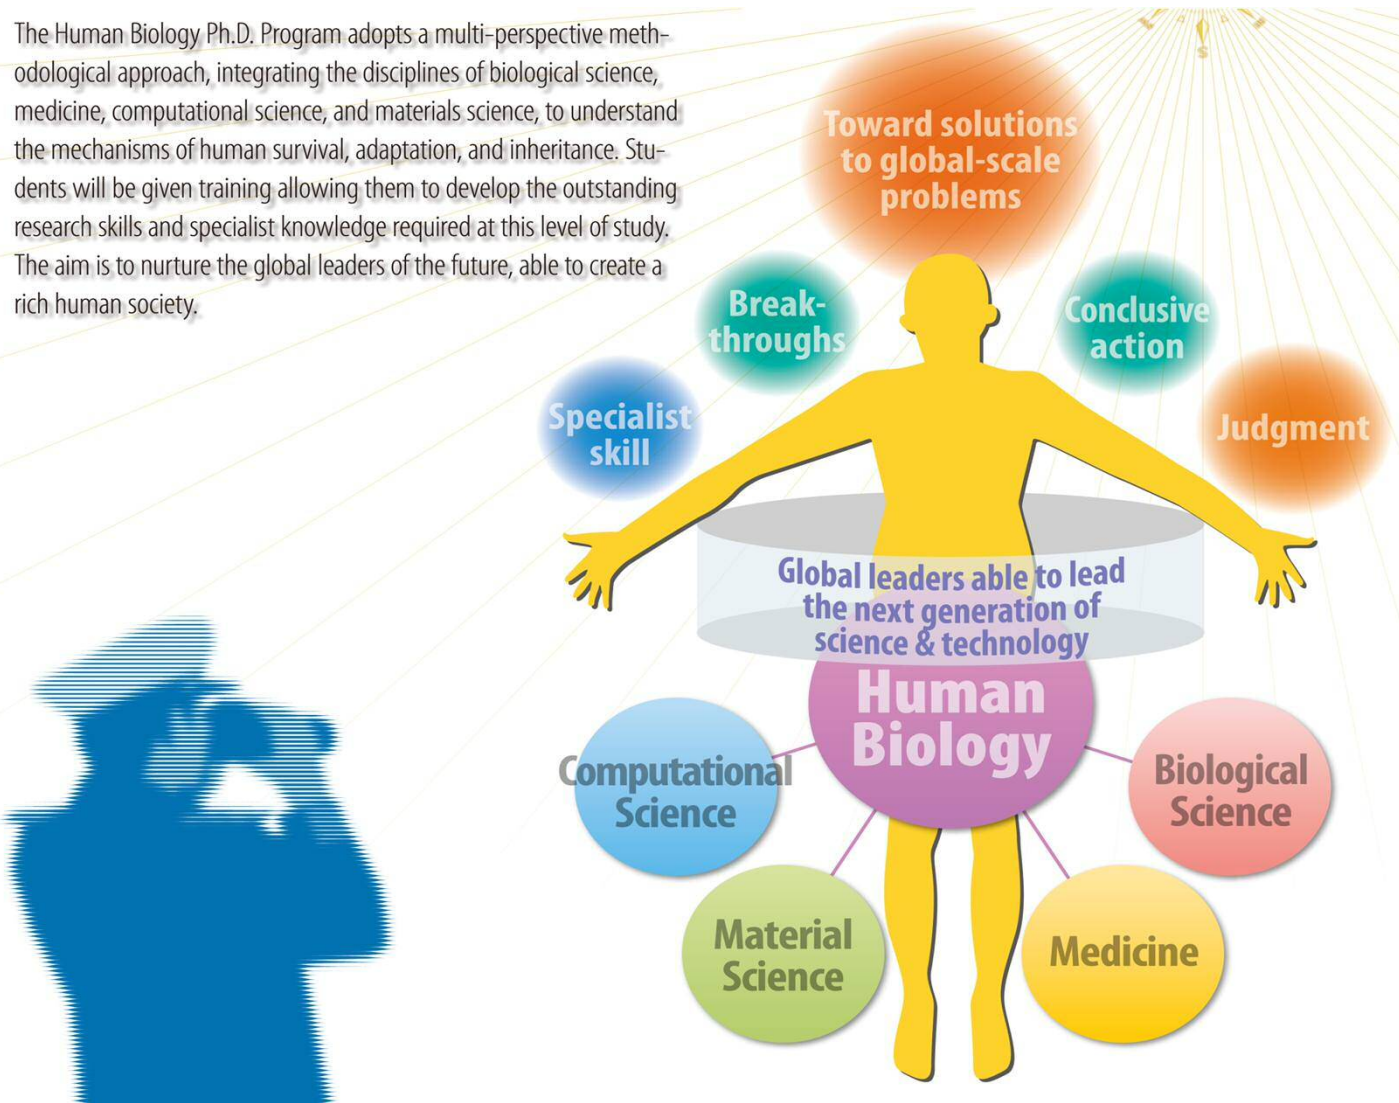 The Human Biology Ph.D. Program adopts a multi-perspective meth-
odological approach, integrating the disciplines of biological science,
medicine, computational science, and materials science, to understand
the mechanisms of human survival, adaptation, and inheritance. Stu-
dents will be given training allowing them to develop the outstanding
research skills and specialist knowledge required at this level of study.
The aim is to nurture the global leaders of the future, able to create a
rich human society.
Toward solutions
to global-scale
problems
Break-
throughs
Conclusive
action
Specialist
skill
Judgment
Global leaders able to lead
the next generation of
science & technology
Human
Biology
Computational
Science
Biological
Science
Material
Science
Medicine